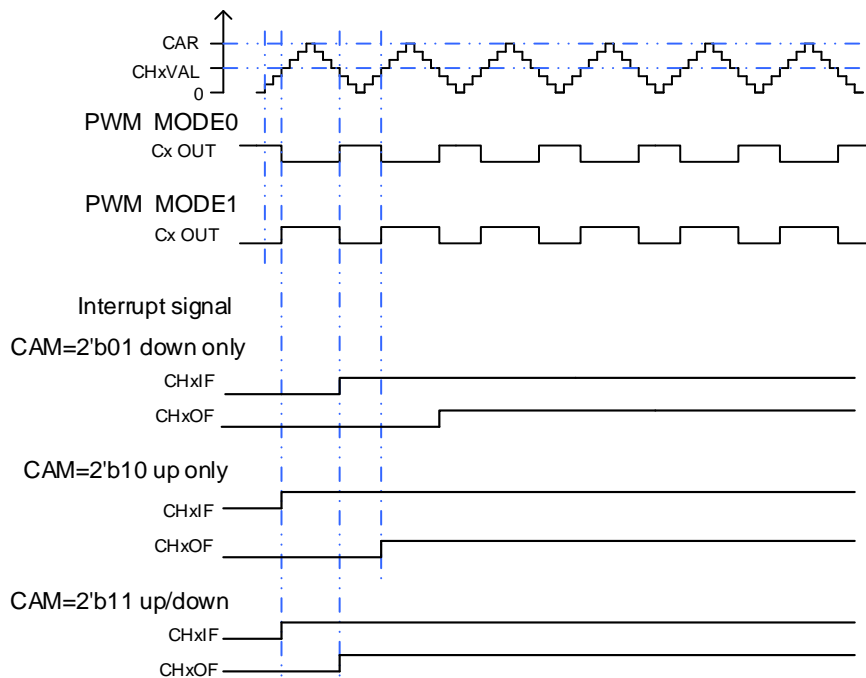 CAR
CHxVAL
0
PWM MODE0
Cx OUT
PWM MODE1
Cx OUT
Interrupt signal
CAM=2'b01 down only
CHxIF
CHxOF
CAM=2'b10 up only
CHxIF
CHxOF
CAM=2'b11 up/down
CHxIF
CHxOF